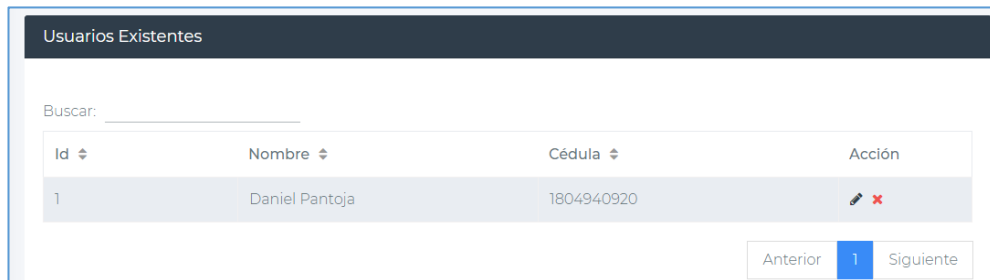 Usuarios Existentes
Buscar:
Id Nombre Cédula Acción
1 Daniel Pantoja 1804940920
Anterior 1 Siguiente